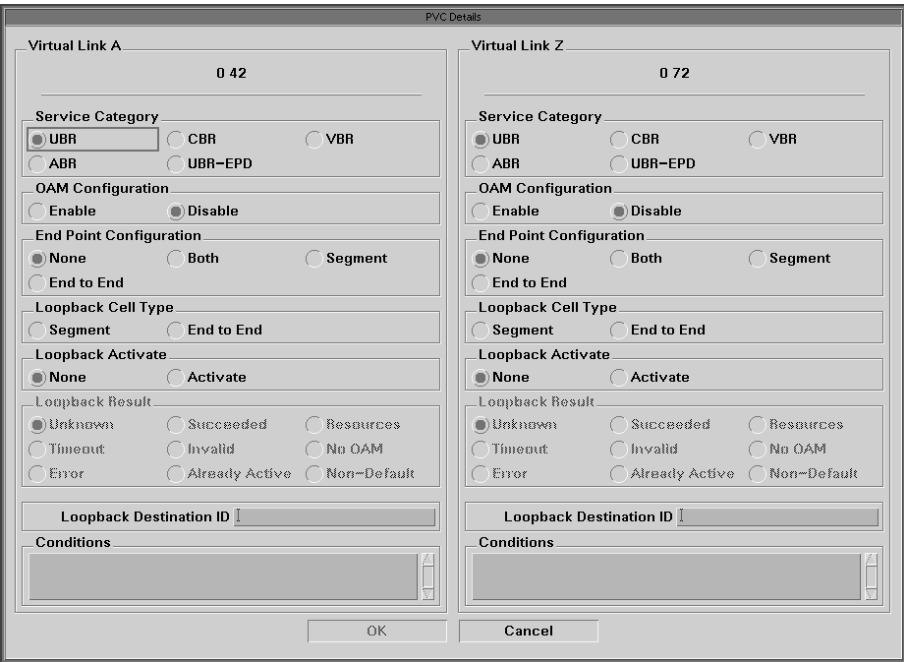 PVC Details
Virtual Link A
0 42
Service Category
UBR CBR VBR
ABR UBR-EPD
OAM Configuration
Enable Disable
End Point Configuration
None Both Segment
End to End
Loopback Cell Type
Segment End to End
Loopback Activate
None Activate
Loopback Result
Unknown Succeeded Resources
Timeout Invalid No OAM
Error Already Active Non-Default
Loopback Destination ID
Conditions
Virtual Link Z
0 72
Service Category
UBR CBR VBR
ABR UBR-EPD
OAM Configuration
Enable Disable
End Point Configuration
None Both Segment
End to End
Loopback Cell Type
Segment End to End
Loopback Activate
None Activate
Loopback Result
Unknown Succeeded Resources
Timeout Invalid No OAM
Error Already Active Non-Default
Loopback Destination ID
Conditions
OK Cancel